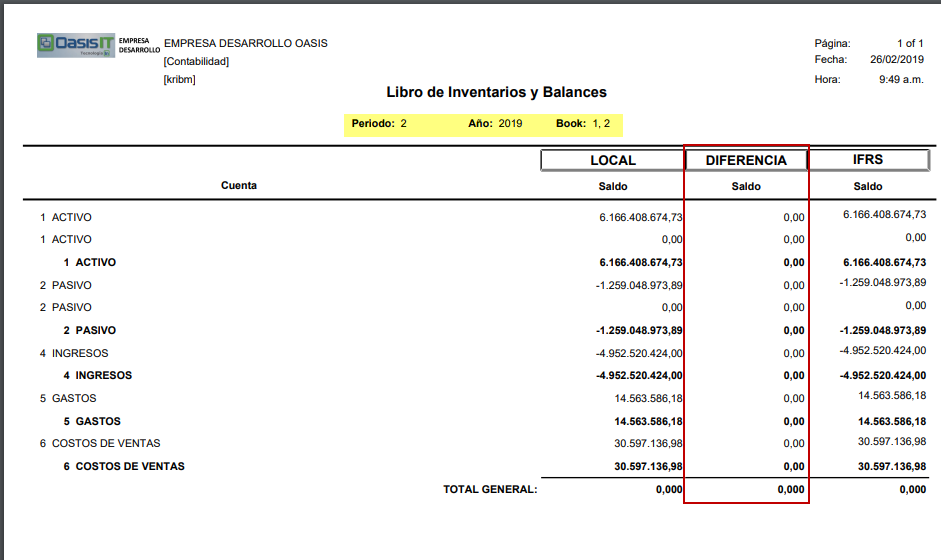 OasisIT
Tecnología
EMPRESA
DESARROLLO
EMPRESA DESARROLLO OASIS
[Contabilidad]
[kribm]
Página: 1 of 1
Fecha: 26/02/2019
Hora: 9:49 a.m.
Libro de Inventarios y Balances
Periodo: 2 Año: 2019 Book: 1, 2
LOCAL DIFERENCIA IFRS
Cuenta Saldo Saldo Saldo
1 ACTIVO 6.166.408.674,73 0,00 6.166.408.674,73
1 ACTIVO 0,00 0,00 0,00
1 ACTIVO 6.166.408.674,73 0,00 6.166.408.674,73
2 PASIVO -1.259.048.973,89 0,00 -1.259.048.973,89
2 PASIVO 0,00 0,00 0,00
2 PASIVO -1.259.048.973,89 0,00 -1.259.048.973,89
4 INGRESOS -4.952.520.424,00 0,00 -4.952.520.424,00
4 INGRESOS -4.952.520.424,00 0,00 -4.952.520.424,00
5 GASTOS 14.563.586,18 0,00 14.563.586,18
5 GASTOS 14.563.586,18 0,00 14.563.586,18
6 COSTOS DE VENTAS 30.597.136,98 0,00 30.597.136,98
6 COSTOS DE VENTAS 30.597.136,98 0,00 30.597.136,98
TOTAL GENERAL: 0,000 0,000 0,000